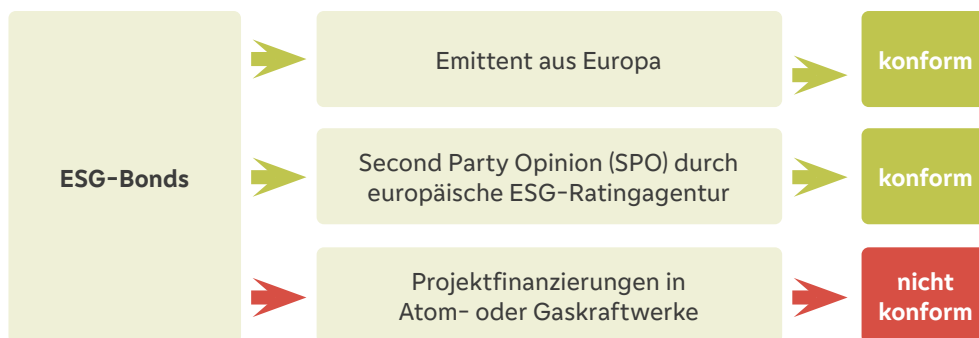 Emittent aus Europa
konform
ESG-Bonds
Second Party Opinion (SPO) durch
europäische ESG-Ratingagentur
konform
Projektfinanzierungen in
Atom- oder Gaskraftwerke
nicht
konform